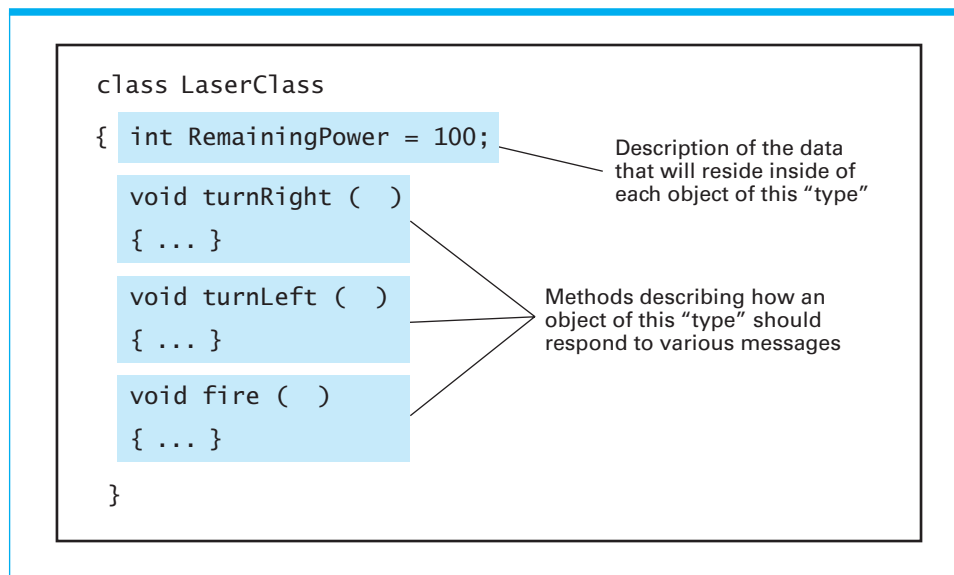 class LaserClass
{ int RemainingPower = 100;
Description of the data
that will reside inside of
each object of this “type”
void turnRight (  )
{ ... }
void turnLeft (  )
{ ... }
Methods describing how an
object of this “type” should
respond to various messages
void fire (  )
{ ... }
}